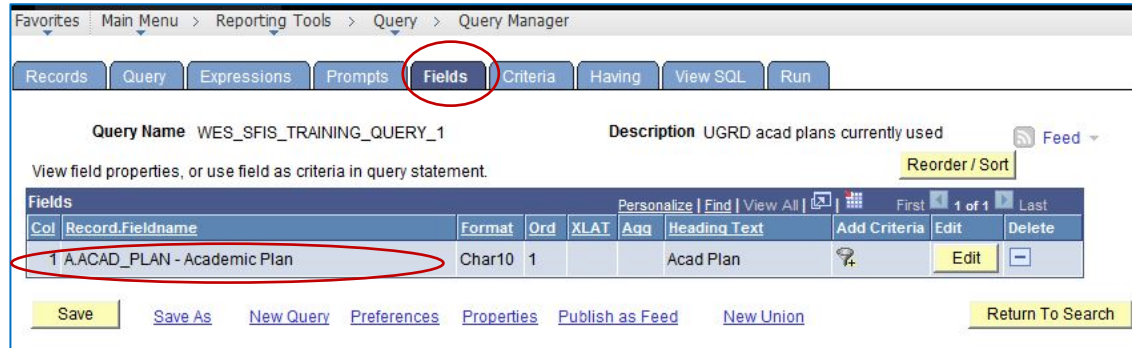 Favorites Main Menu > Reporting Tools > Query > Query Manager
Records Query Expressions Prompts Fields Criteria Having View SQL Run
Query Name WES_SFIS_TRAINING_QUERY_1 Description UGRD acad plans currently used Feed
View field properties, or use field as criteria in query statement. Reorder / Sort
Fields Personalize | Find | View All | | First 1 of 1 Last
Col Record.Fieldname Format Ord XLAT Agg Heading Text Add Criteria Edit Delete
1 A.ACAD_PLAN - Academic Plan Char10 1 Acad Plan Edit
Save Save As New Query Preferences Properties Publish as Feed New Union Return To Search